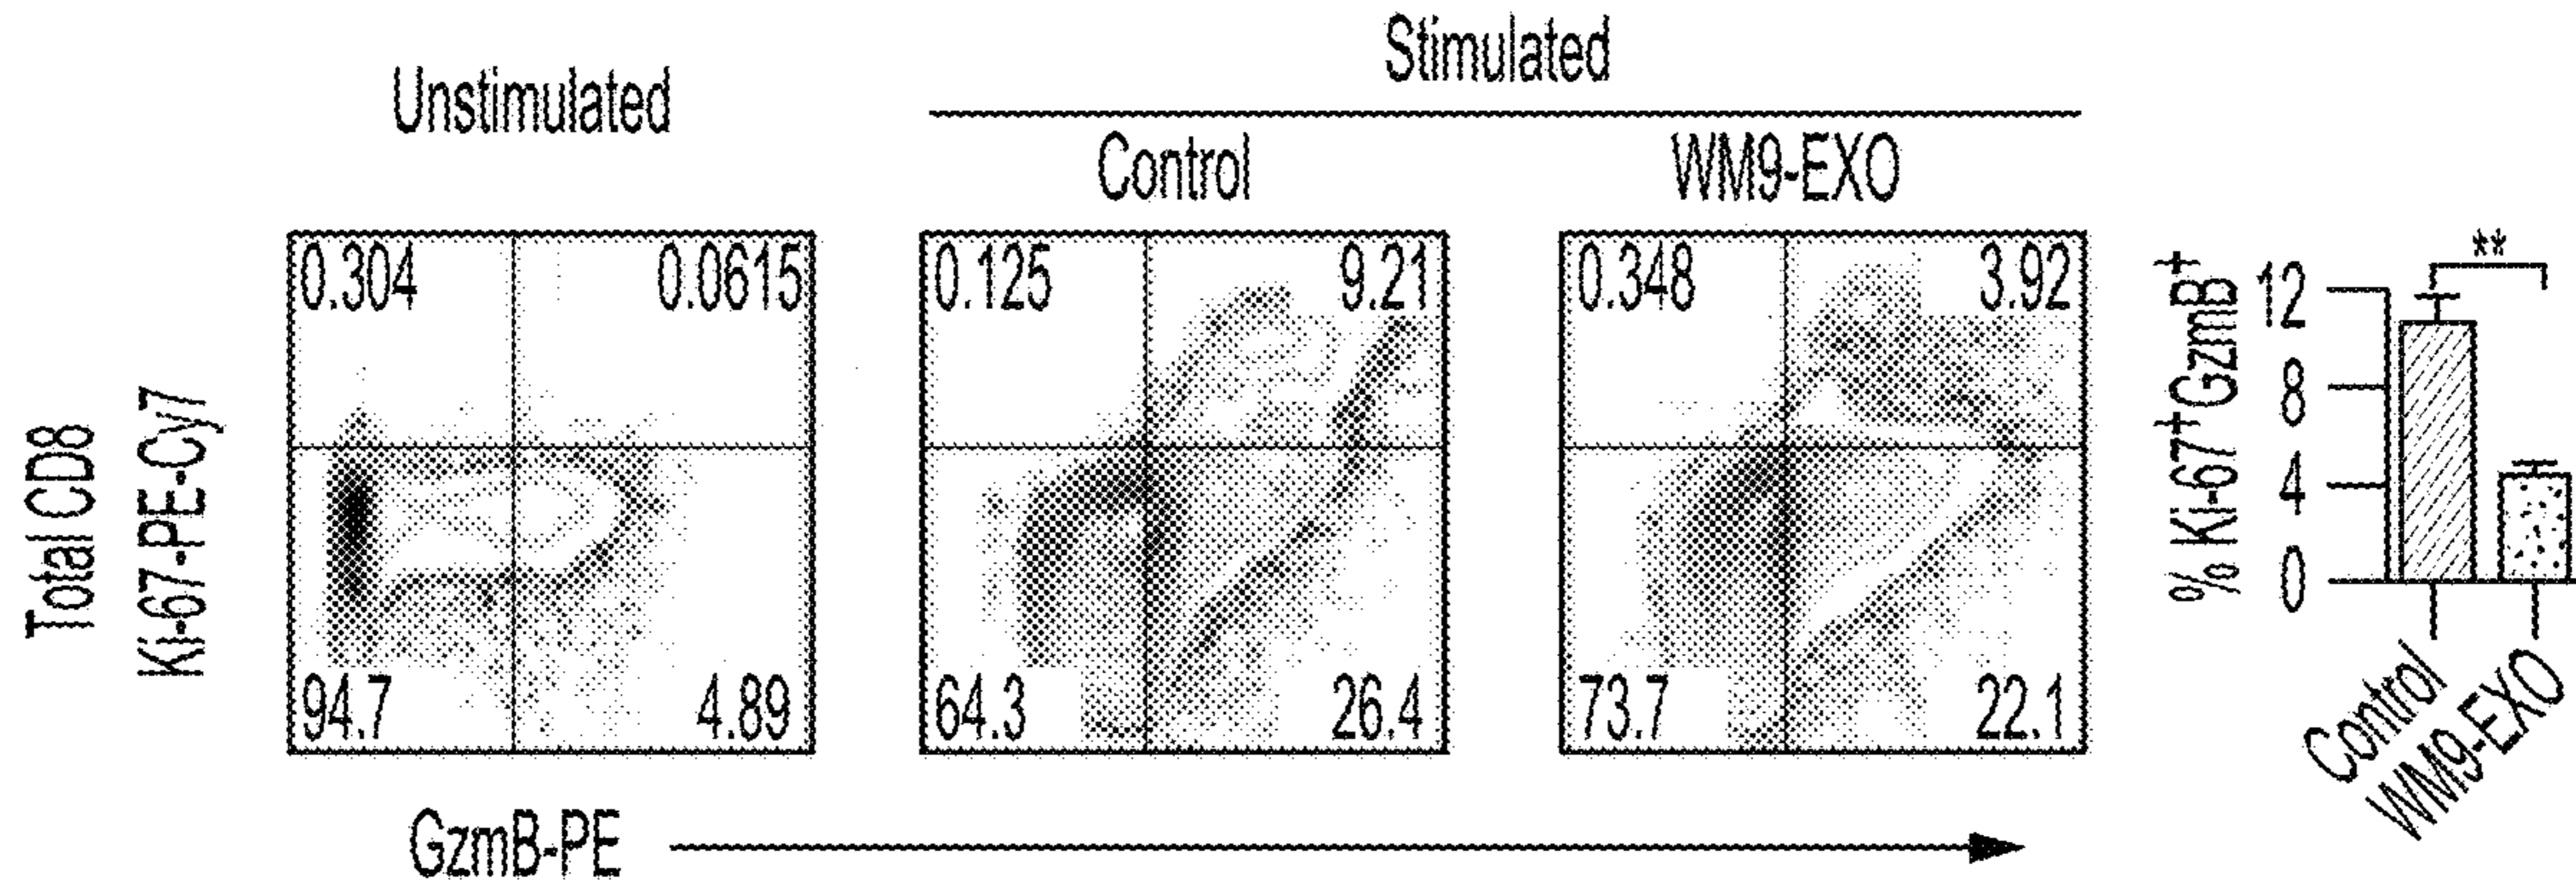 Stimulated
Unstimulated
Control
WM9-EXO
Total CD8
Ki-67-PE-Cy7
0.304
0.0615
94.7
4.89
0.125
9.21
64.3
26.4
0.348
3.92
73.7
22.1
GzmB-PE
% Ki-67+GzmB+
**
12
8
4
0
Control
WM9-EXO